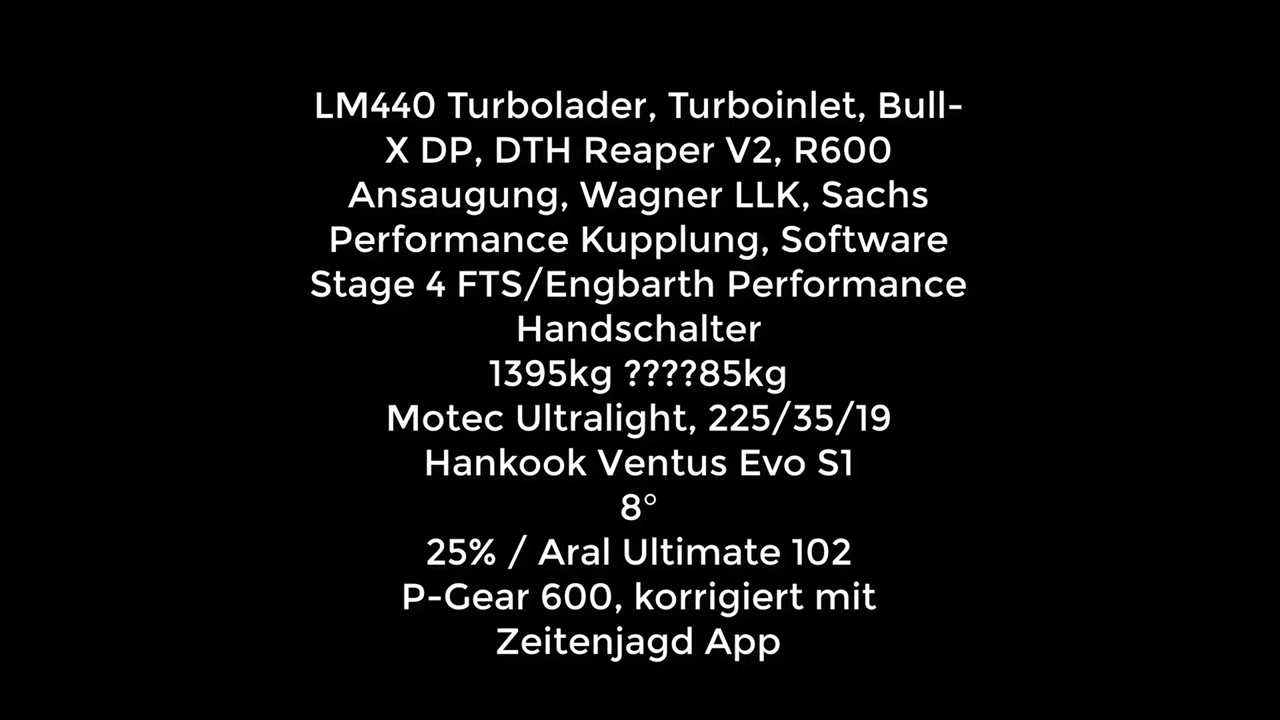 LM440 Turbolader, Turboinlet, Bull-
X DP, DTH Reaper V2, R600
Ansaugung, Wagner LLK, Sachs
Performance Kupplung, Software
Stage 4 FTS/Engbarth Performance
Handschalter
1395kg ????85kg
Motec Ultralight, 225/35/19
Hankook Ventus Evo S1
8°
25% / Aral Ultimate 102
P-Gear 600, korrigiert mit
Zeitenjagd App